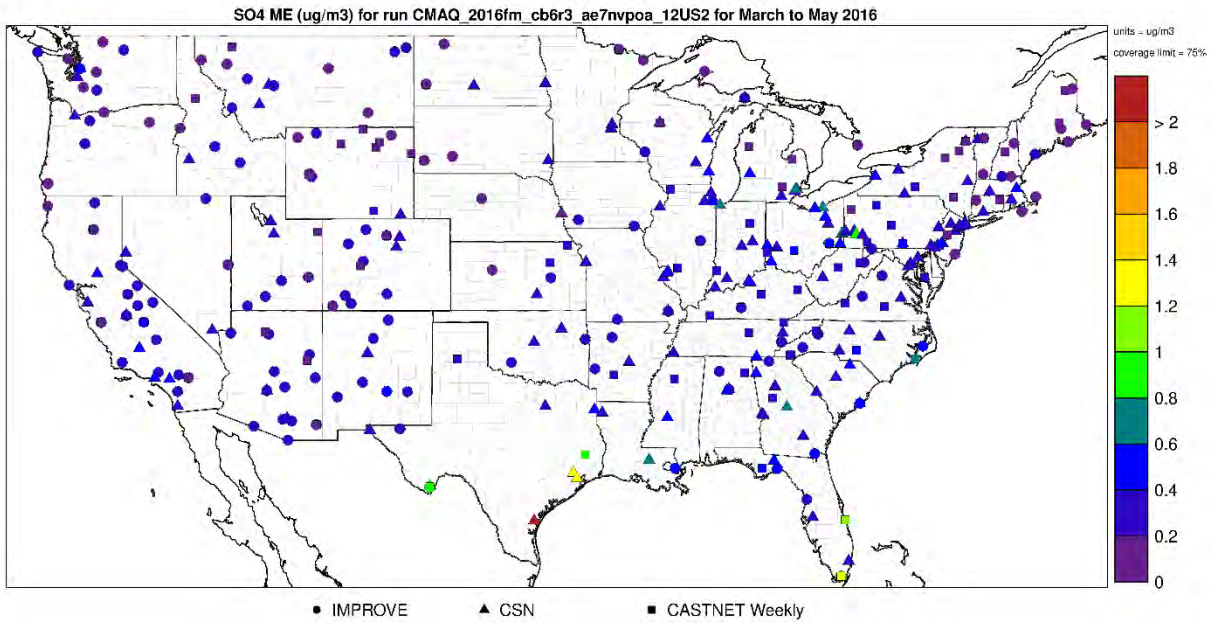 SO4 ME (ug/m3) for run CMAQ_2016fm_cb6r3_ae7nvpoa_12US2 for March to May 2016
units = ug/m3
coverage limit = 75%
> 2
1.8
1.6
1.4
1.2
1
0.8
0.6
0.4
0.2
0
IMPROVE
CSN
CASTNET Weekly